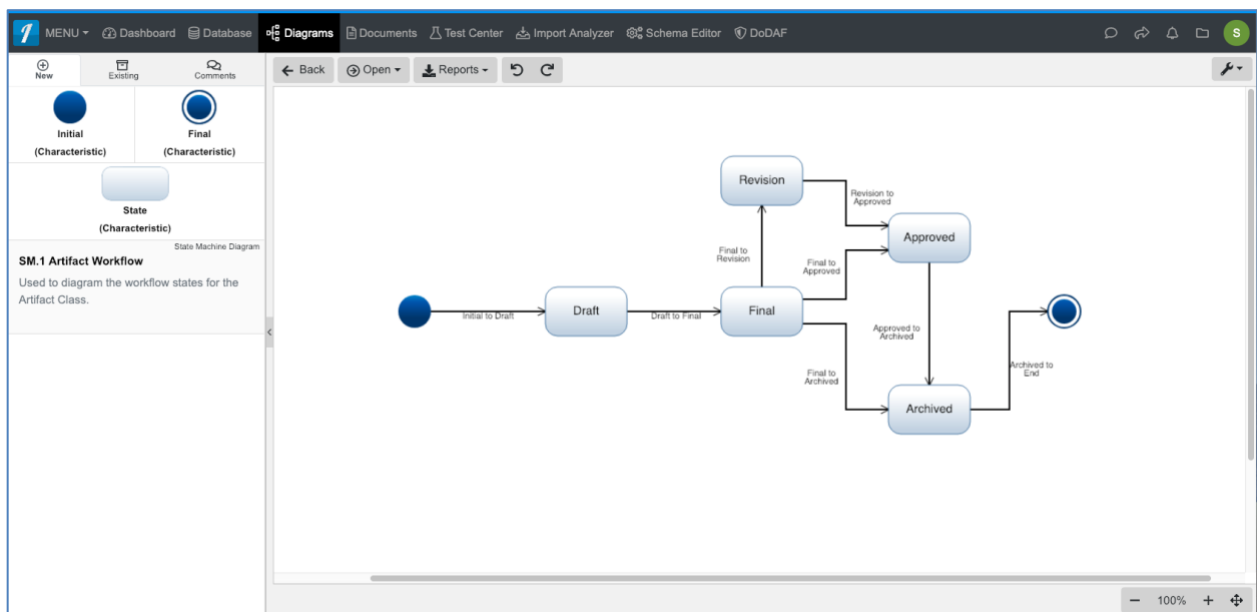 MENU Dashboard Database Diagrams Documents Test Center Import Analyzer Schema Editor DoDAF S
New Existing Comments
Back Open Reports
Initial
(Characteristic)
Final
(Characteristic)
State
(Characteristic)
State Machine Diagram
SM.1 Artifact Workflow
Used to diagram the workflow states for the
Artifact Class.
Revision
Revision to
Approved
Approved
Final to
Revision
Final to
Approved
Initial to Draft
Draft
Draft to Final
Final
Approved to
Archived
Final to
Archived
Archived to
End
Archived
100%